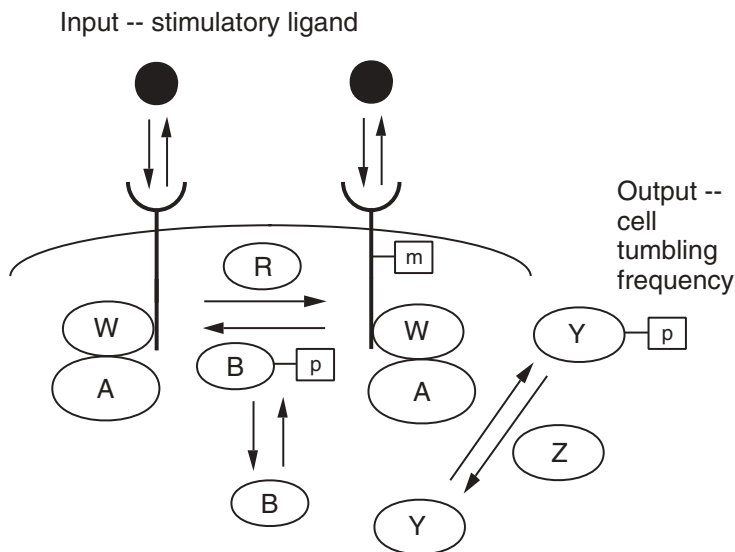 Input -- stimulatory ligand
Output --
cell
tumbling
frequency
m
R
W
W
Y
p
B
p
A
A
Z
B
Y